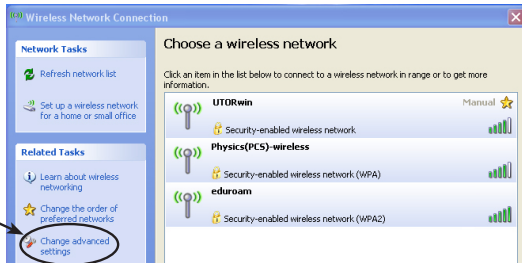 Wireless Network Connection
Network Tasks
Refresh network list
Set up a wireless network
for a home or small office
Related Tasks
Learn about wireless
networking
Change the order of
preferred networks
Change advanced
settings
Choose a wireless network
Click an item in the list below to connect to a wireless network in range or to get more
information.
UTORwin
Manual
Security-enabled wireless network
Physics(PCS)-wireless
Security-enabled wireless network (WPA)
eduroam
Security-enabled wireless network (WPA2)